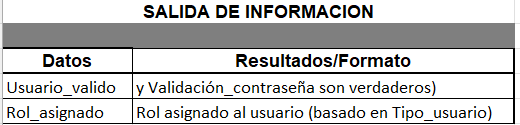 SALIDA DE INFORMACION
Datos Resultados/Formato
Usuario_valido y Validación_contraseña son verdaderos)
Rol_asignado Rol asignado al usuario (basado en Tipo_usuario)